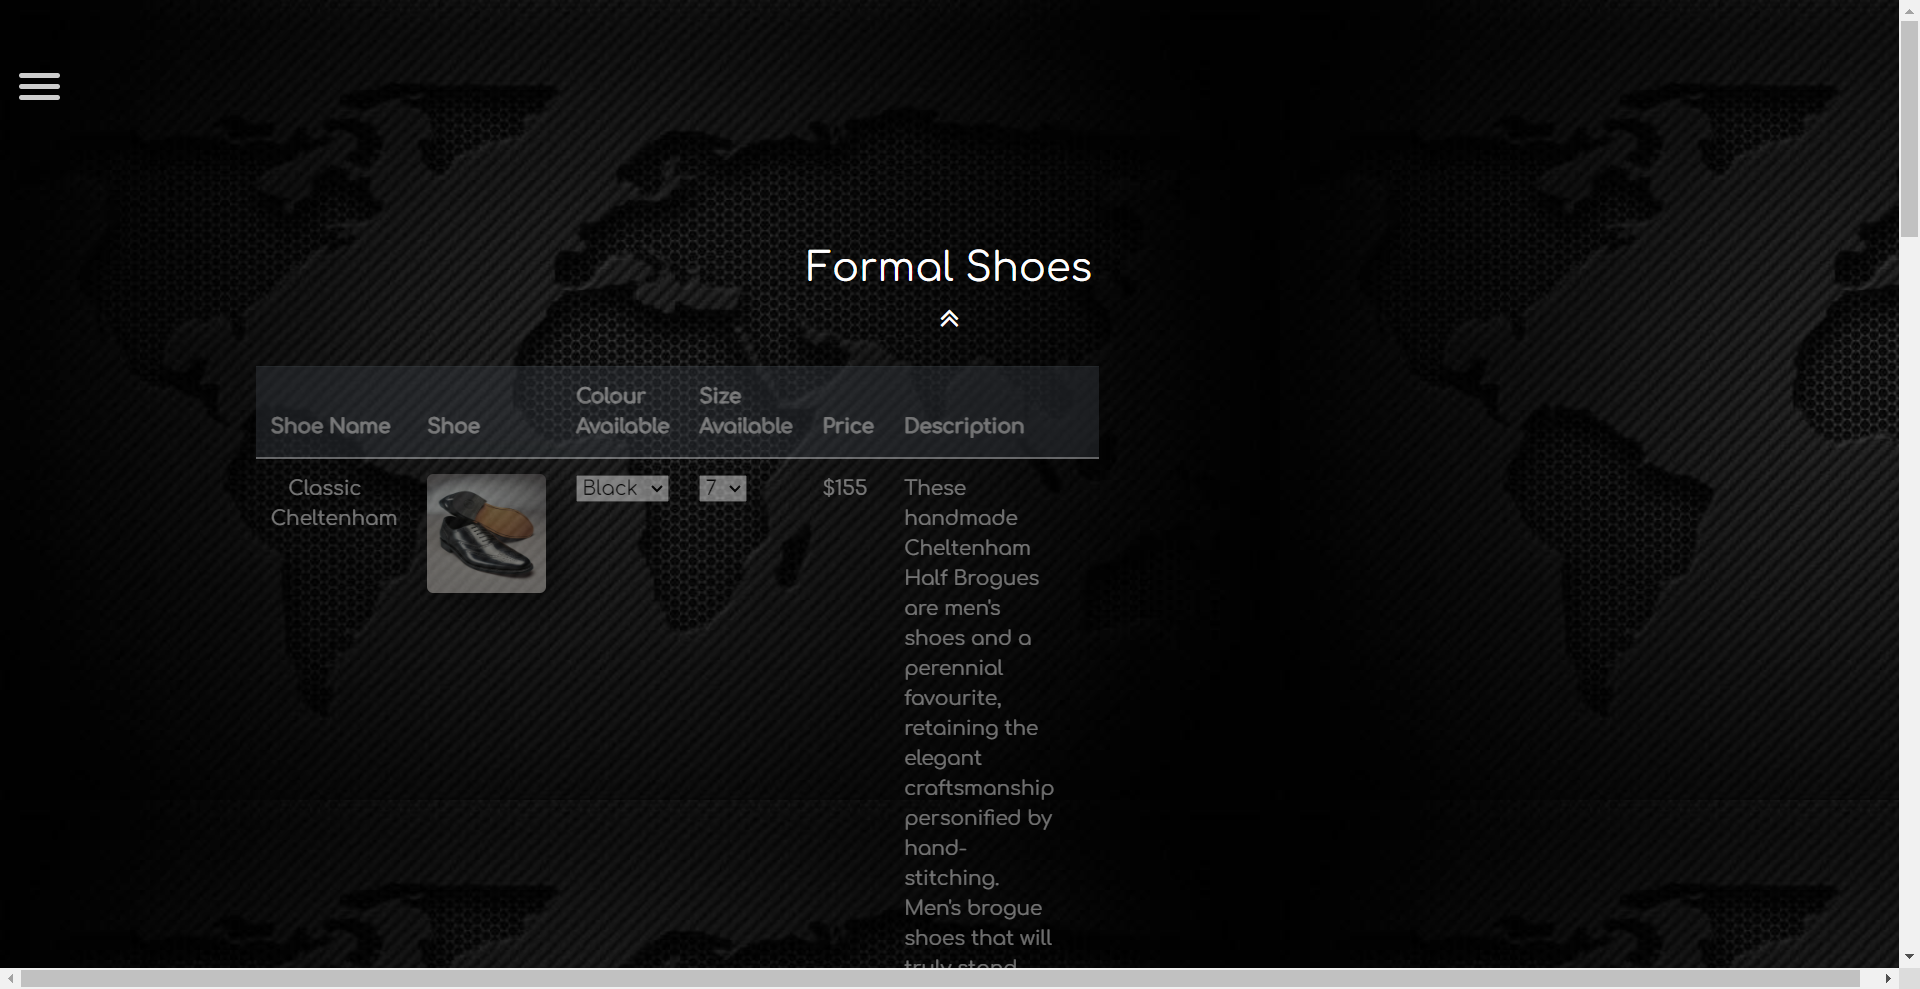 Formal Shoes
Shoe Name Shoe Colour Available Size Available Price Description
Classic Cheltenham
Black
7
$155
These
handmade
Cheltenham
Half Brogues
are men's
shoes and a
perennial
favourite,
retaining the
elegant
craftsmanship
personified by
hand-
stitching.
Men's brogue
shoes that will
truly stand